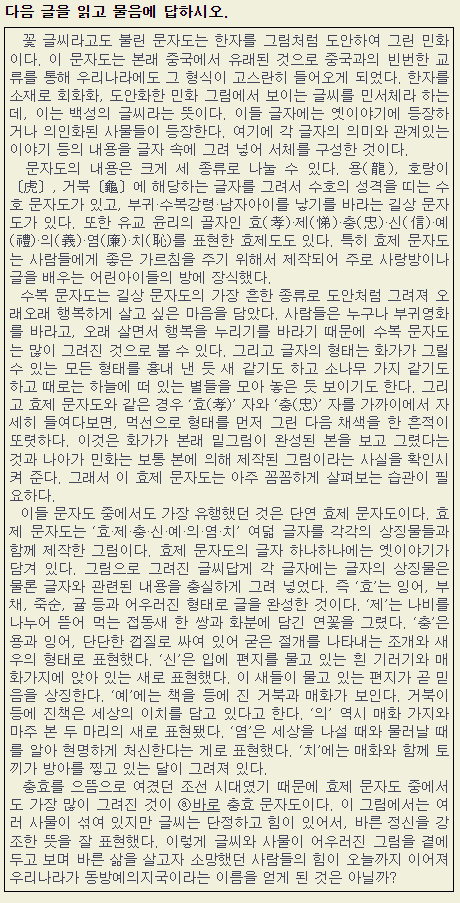 다음 글을 읽고 물음에 답하시오.
꽃 글씨라고도 불린 문자도는 한자를 그림처럼 도안하여 그린 민화
이다. 이 문자도는 본래 중국에서 유래된 것으로 중국과의 빈번한 교
류를 통해 우리나라에도 그 형식이 고스란히 들어오게 되었다. 한자를
소재로 회화화, 도안화한 민화 그림에서 보이는 글씨를 민서체라 하는
데, 이는 백성의 글씨라는 뜻이다. 이들 글자에는 옛이야기에 등장하
거나 의인화된 사물들이 등장한다. 여기에 각 글자의 의미와 관계있는
이야기 등의 내용을 글자 속에 그려 넣어 서체를 구성한 것이다.
문자도의 내용은 크게 세 종류로 나눌 수 있다. 용(龍), 호랑이
〔虎〕, 거북〔龜〕에 해당하는 글자를 그려서 수호의 성격을 띠는 수
호 문자도가 있고, 부귀·수복강령·남자아이를 낳기를 바라는 길상 문자
도가 있다. 또한 유교 윤리의 골자인 효(孝)·제(悌)·충(忠)·신(信)·예
(禮)·의(義)·염(廉)·치(恥)를 표현한 효제도도 있다. 특히 효제 문자도
는 사람들에게 좋은 가르침을 주기 위해서 제작되어 주로 사랑방이나
글을 배우는 어린아이들의 방에 장식했다.
수복 문자도는 길상 문자도의 가장 흔한 종류로 도안처럼 그려져 오
래오래 행복하게 살고 싶은 마음을 담았다. 사람들은 누구나 부귀영화
를 바라고, 오래 살면서 행복을 누리기를 바라기 때문에 수복 문자도
는 많이 그려진 것으로 볼 수 있다. 그리고 글자의 형태는 화가가 그릴
수 있는 모든 형태를 흉내 낸 듯 새 같기도 하고 소나무 가지 같기도
하고 때로는 하늘에 떠 있는 별들을 모아 놓은 듯 보이기도 한다. 그리
고 효제 문자도와 같은 경우 ‘효(孝)’ 자와 ‘충(忠)’ 자를 가까이에서 자
세히 들여다보면, 먹선으로 형태를 먼저 그린 다음 채색을 한 흔적이
또렷하다. 이것은 화가가 본래 밑그림이 완성된 본을 보고 그렸다는
것과 나아가 민화는 보통 본에 의해 제작된 그림이라는 사실을 확인시
켜 준다. 그래서 이 효제 문자도는 아주 꼼꼼하게 살펴보는 습관이 필
요하다.
이들 문자도 중에서도 가장 유행했던 것은 단연 효제 문자도이다. 효
제 문자도는 ‘효·제·충·신·예·의·염·치’ 여덟 글자를 각각의 상징물들과
함께 제작한 그림이다. 효제 문자도의 글자 하나하나에는 옛이야기가
담겨 있다. 그림으로 그려진 글씨답게 각 글자에는 글자의 상징물은
물론 글자와 관련된 내용을 충실하게 그려 넣었다. 즉 ‘효’는 잉어, 부
채, 죽순, 귤 등과 어우러진 형태로 글을 완성한 것이다. ‘제’는 나비를
나누어 뜯어 먹는 접동새 한 쌍과 화분에 담긴 연꽃을 그렸다. ‘충’은
용과 잉어, 단단한 껍질로 싸여 있어 굳은 절개를 나타내는 조개와 새
우의 형태로 표현했다. ‘신’은 입에 편지를 물고 있는 흰 기러기와 매
화가지에 앉아 있는 새로 표현했다. 이 새들이 물고 있는 편지가 곧 믿
음을 상징한다. ‘예’에는 책을 등에 진 거북과 매화가 보인다. 거북이
등에 진책은 세상의 이치를 담고 있다고 한다. ‘의’ 역시 매화 가지와
마주 본 두 마리의 새로 표현됐다. ‘염’은 세상을 나설 때와 물러날 때
를 알아 현명하게 처신한다는 게로 표현했다. ‘치’에는 매화와 함께 토
끼가 방아를 찧고 있는 달이 그려져 있다.
충효를 으뜸으로 여겼던 조선 시대였기 때문에 효제 문자도 중에서
도 가장 많이 그려진 것이 ⓐ바로 충효 문자도이다. 이 그림에서는 여
러 사물이 섞여 있지만 글씨는 단정하고 힘이 있어서, 바른 정신을 강
조한 뜻을 잘 표현했다. 이렇게 글씨와 사물이 어우러진 그림을 곁에
두고 보며 바른 삶을 살고자 소망했던 사람들의 힘이 오늘까지 이어져
우리나라가 동방예의지국이라는 이름을 얻게 된 것은 아닐까?